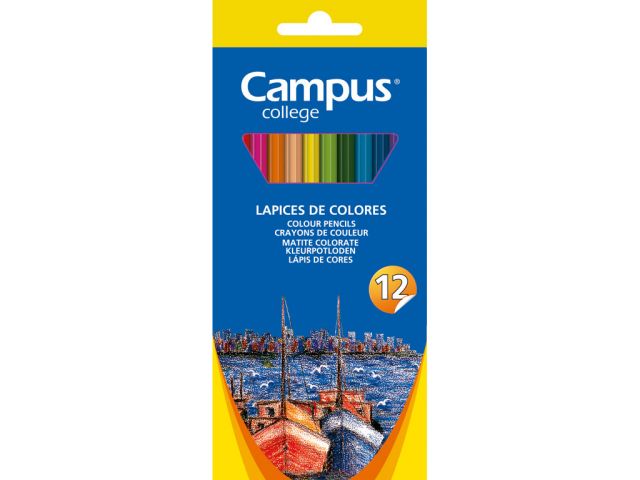 Campus®
college
LAPICES DE COLORES
COLOUR PENCILS
CRAYONS DE COULEUR
MATITE COLORATE
KLEURPOTLODEN
LÁPIS DE CORES
12